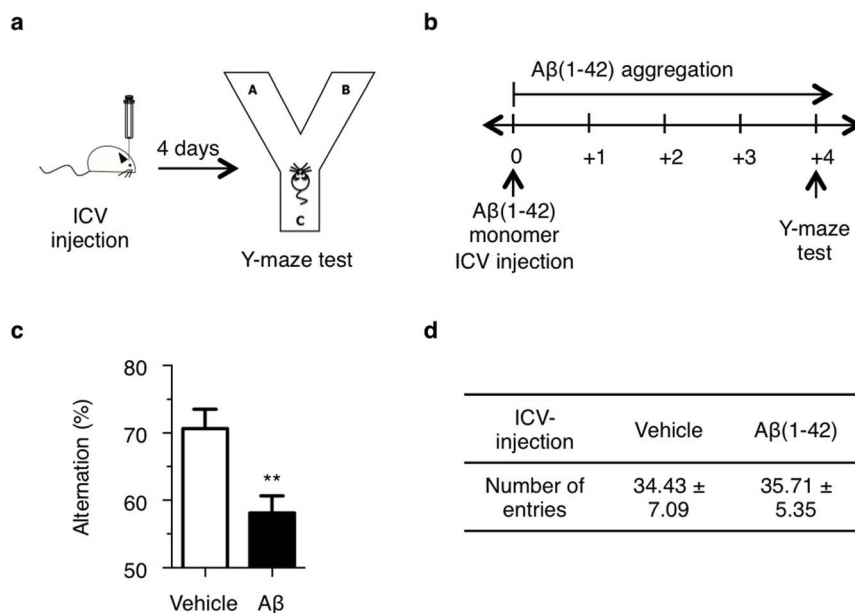 a
4 days
A
B
C
ICV
injection
Y-maze test
b
Aβ(1-42) aggregation
0
+1
+2
+3
+4
Aβ(1-42)
monomer
ICV injection
Y-maze
test
c
Alternation (%)
80
70
60
50
**
Vehicle
Aβ
d
ICV-
injection
Vehicle
Aβ(1-42)
Number of
entries
34.43 ±
7.09
35.71 ±
5.35